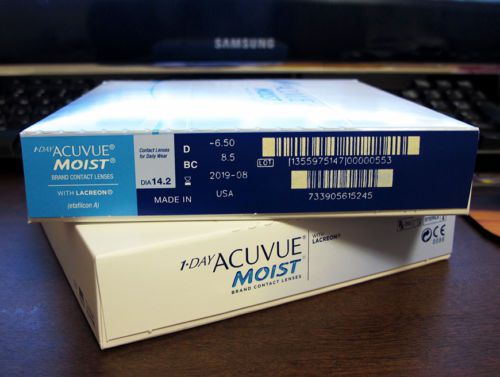 SAMSUNG
1·DAY ACUVUE®
MOIST®
BRAND CONTACT LENSES
WITH LACREON®
(etafilcon A)
Contact Lenses
for Daily Wear
DIA 14.2
D -6.50
BC 8.5
2019-08
MADE IN USA
LOT [1355975147]00000553
733905615245
1·DAY ACUVUE®
MOIST®
BRAND CONTACT LENSES
WITH
LACREON®
CE
0086